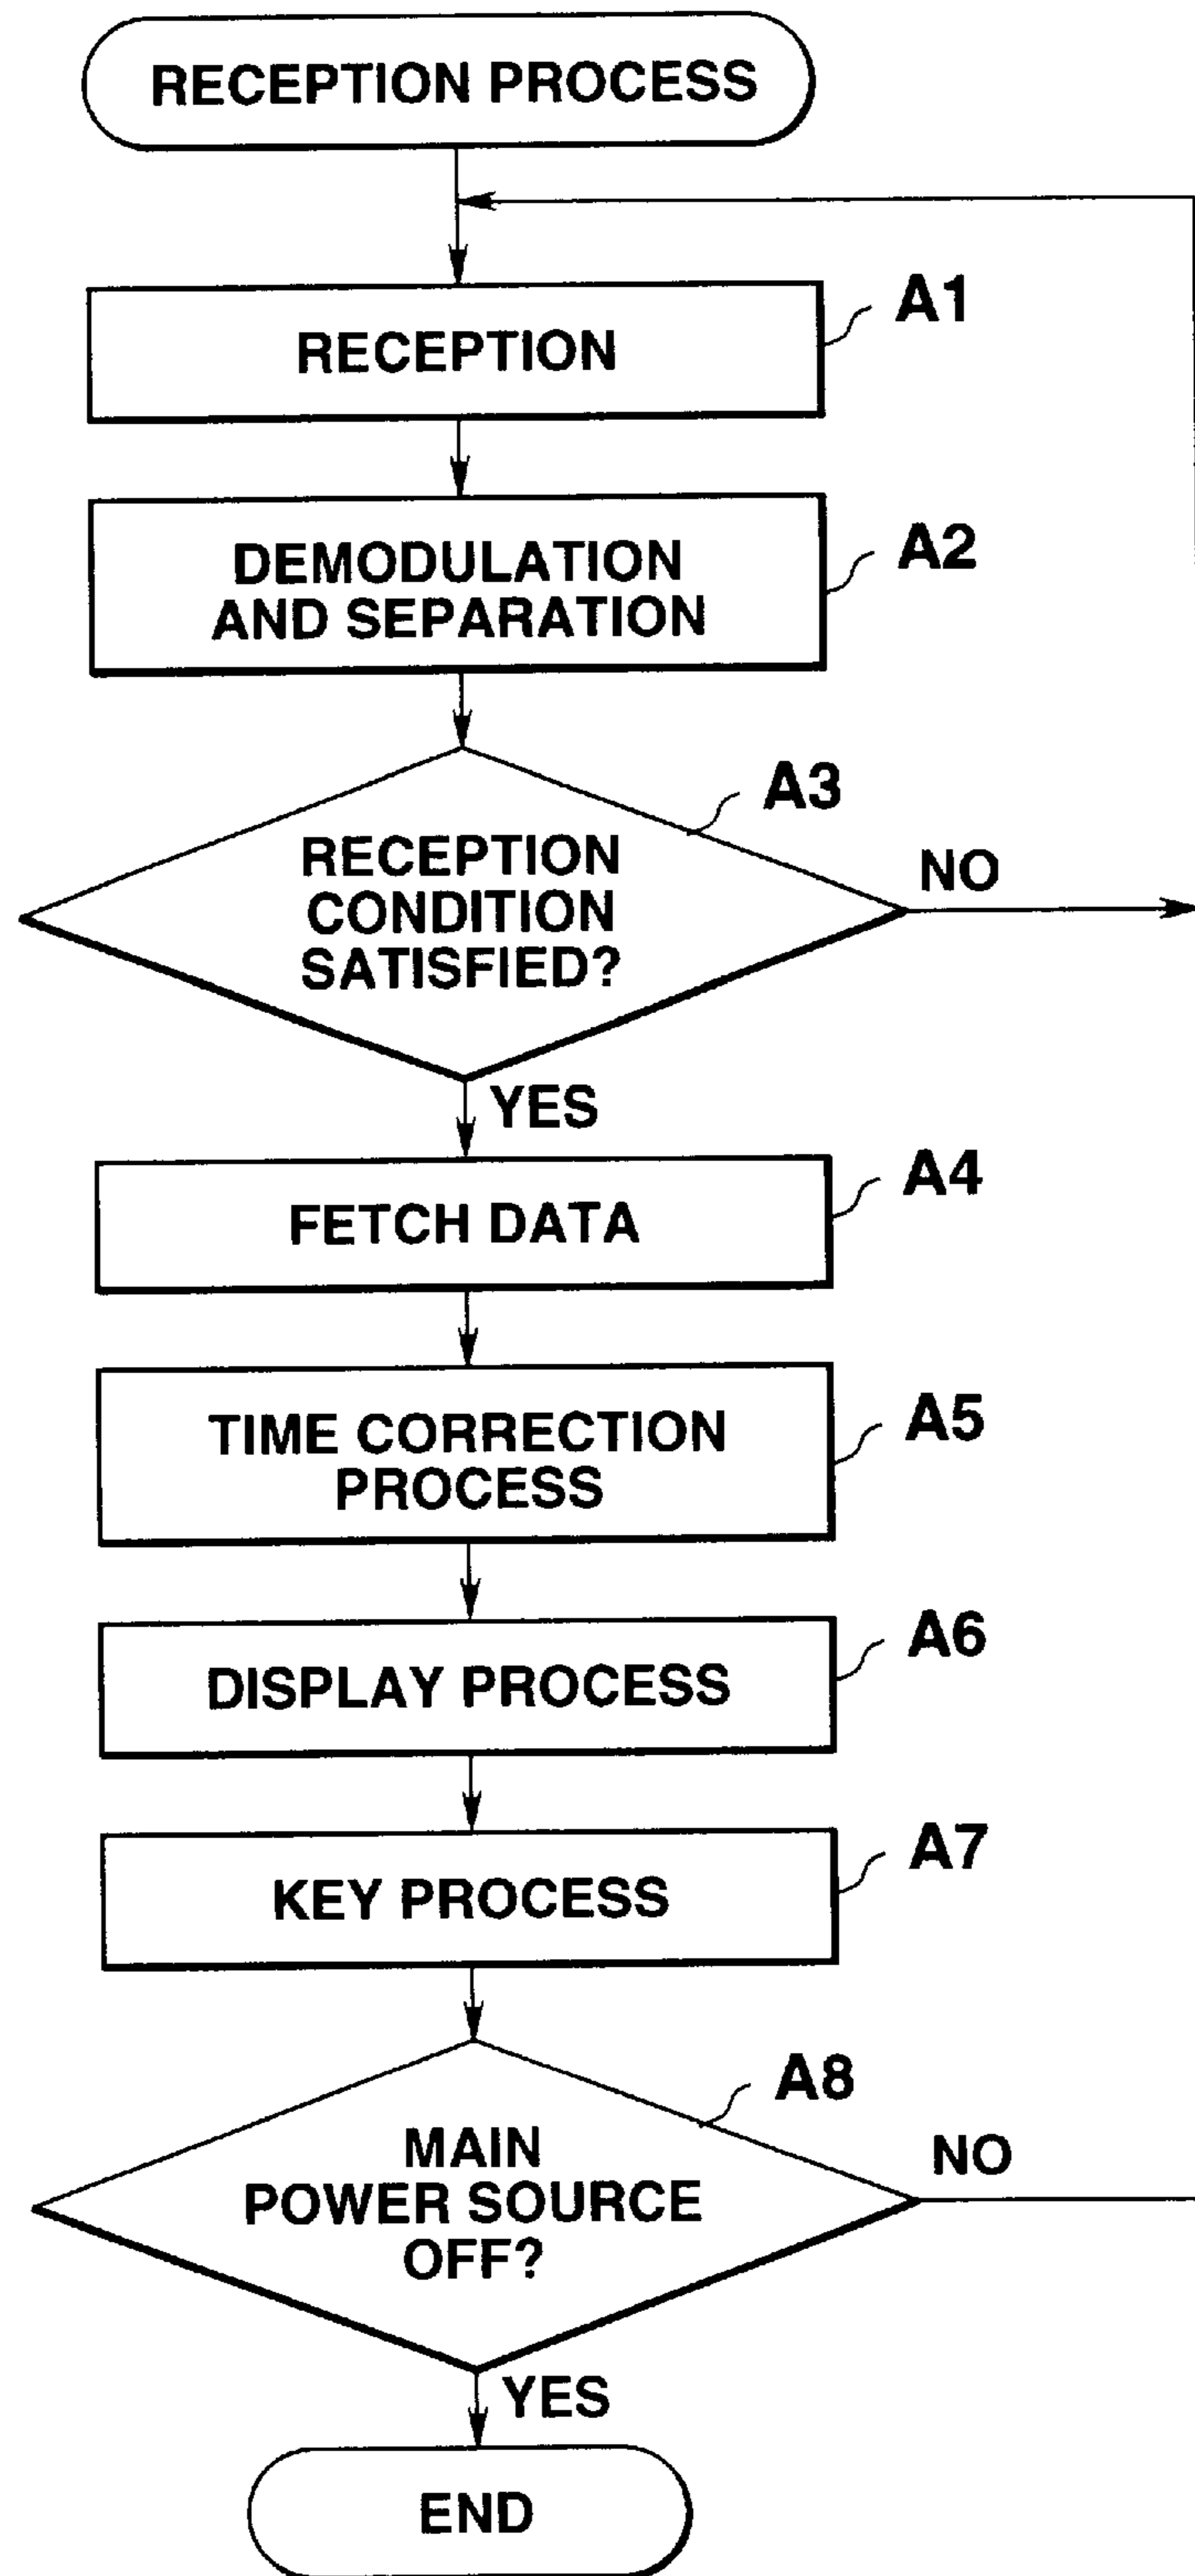 RECEPTION PROCESS
A1
RECEPTION
A2
DEMODULATION
AND SEPARATION
A3
RECEPTION
CONDITION
SATISFIED?
NO
YES
A4
FETCH DATA
A5
TIME CORRECTION
PROCESS
A6
DISPLAY PROCESS
A7
KEY PROCESS
A8
MAIN
POWER SOURCE
OFF?
NO
YES
END